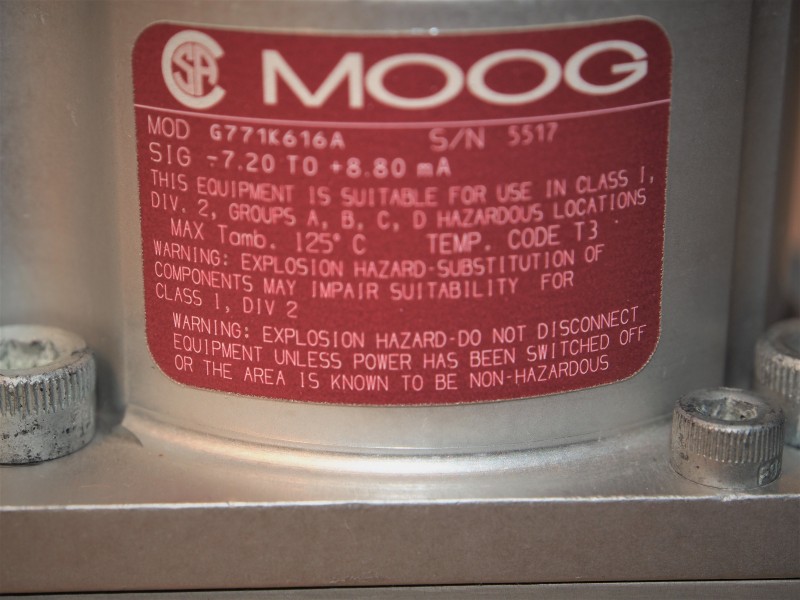 CSA MOOG
MOD G771K616A S/N 5517
SIG -7.20 TO +8.80 mA
THIS EQUIPMENT IS SUITABLE FOR USE IN CLASS I,
DIV. 2, GROUPS A, B, C, D HAZARDOUS LOCATIONS
MAX Tamb. 125° C TEMP. CODE T3
WARNING: EXPLOSION HAZARD-SUBSTITUTION OF
COMPONENTS MAY IMPAIR SUITABILITY FOR
CLASS I, DIV 2
WARNING: EXPLOSION HAZARD-DO NOT DISCONNECT
EQUIPMENT UNLESS POWER HAS BEEN SWITCHED OFF
OR THE AREA IS KNOWN TO BE NON-HAZARDOUS